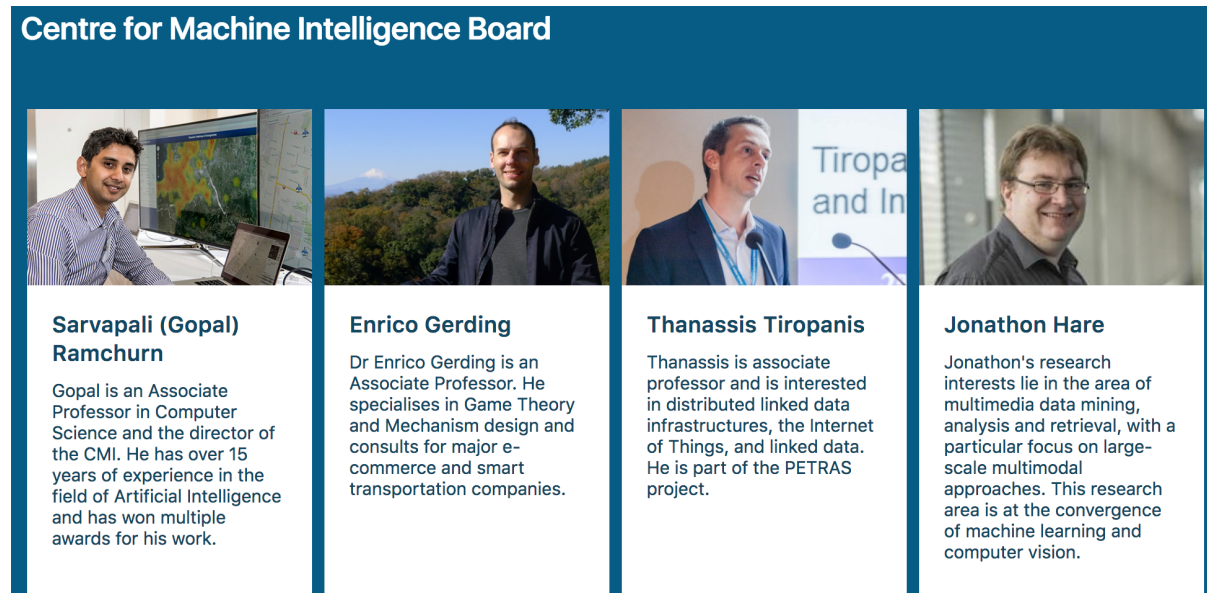 Centre for Machine Intelligence Board
Tiropa
and In
Sarvapali (Gopal)
Ramchurn
Gopal is an Associate
Professor in Computer
Science and the director of
the CMI. He has over 15
years of experience in the
field of Artificial Intelligence
and has won multiple
awards for his work.
Enrico Gerding
Dr Enrico Gerding is an
Associate Professor. He
specialises in Game Theory
and Mechanism design and
consults for major e-
commerce and smart
transportation companies.
Thanassis Tiropanis
Thanassis is associate
professor and is interested
in distributed linked data
infrastructures, the Internet
of Things, and linked data.
He is part of the PETRAS
project.
Jonathon Hare
Jonathon's research
interests lie in the area of
multimedia data mining,
analysis and retrieval, with a
particular focus on large-
scale multimodal
approaches. This research
area is at the convergence
of machine learning and
computer vision.